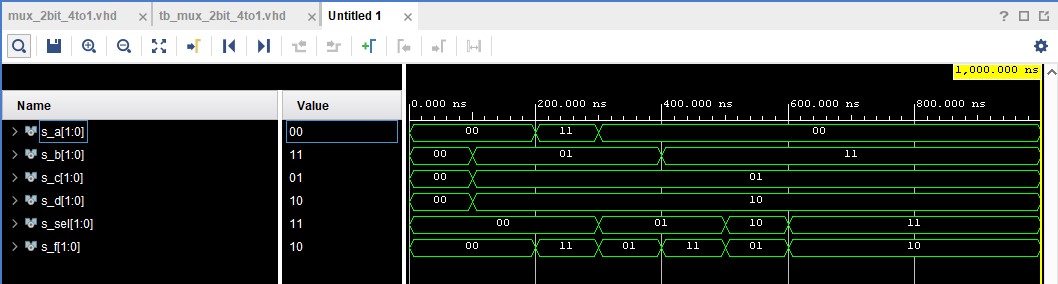 mux_2bit_4to1.vhd × tb_mux_2bit_4to1.vhd × Untitled 1 × ?
1,000.000 ns
Name Value 0.000 ns 200.000 ns 400.000 ns 600.000 ns 800.000 ns
s_a[1:0] 00 00 11 00
s_b[1:0] 11 00 01 11
s_c[1:0] 01 00 01
s_d[1:0] 10 00 10
s_sel[1:0] 11 00 01 10 11
s_f[1:0] 10 00 11 01 11 01 10